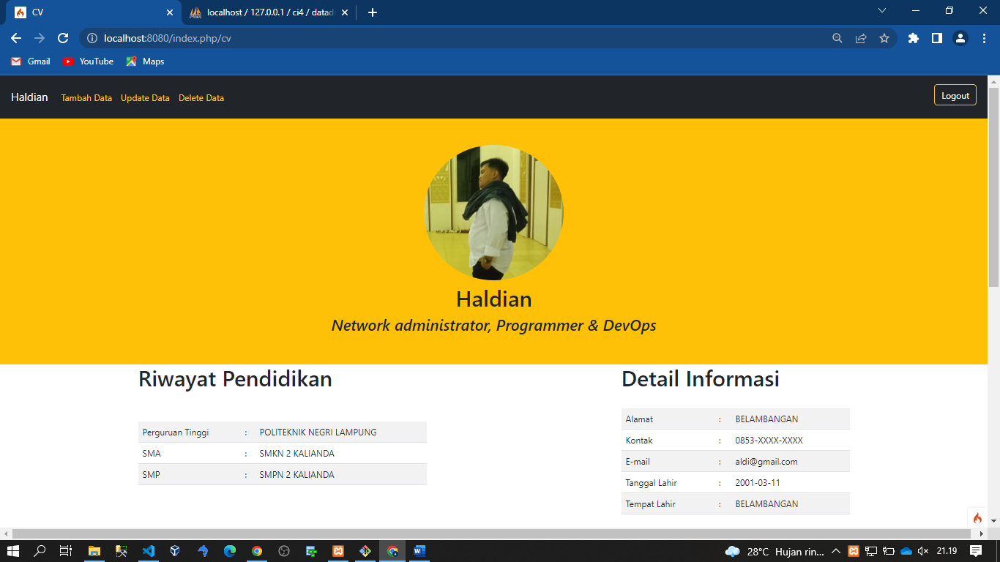 CV
localhost / 127.0.0.1 / ci4 / datad
localhost:8080/index.php/cv
Gmail YouTube Maps
Haldian Tambah Data Update Data Delete Data Logout
Haldian
Network administrator, Programmer & DevOps
Riwayat Pendidikan
Perguruan Tinggi : POLITEKNIK NEGRI LAMPUNG
SMA : SMKN 2 KALIANDA
SMP : SMPN 2 KALIANDA
Detail Informasi
Alamat : BELAMBANGAN
Kontak : 0853-XXXX-XXXX
E-mail : aldi@gmail.com
Tanggal Lahir : 2001-03-11
Tempat Lahir : BELAMBANGAN
28°C Hujan rin... 21.19